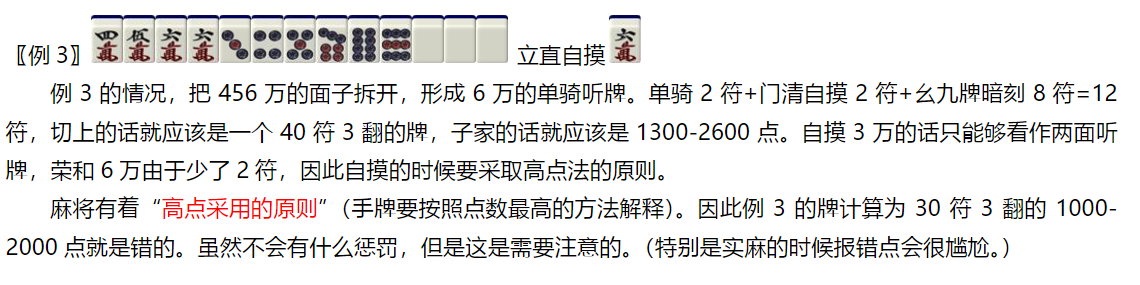 〖例 3〗四萬伍萬六萬六萬 立直自摸 六萬
例 3 的情况，把 456 万的面子拆开，形成 6 万的单骑听牌。单骑 2 符+门清自摸 2 符+幺九牌暗刻 8 符=12
符，切上的话就应该是一个 40 符 3 翻的牌，子家的话就应该是 1300-2600 点。自摸 3 万的话只能够看作两面听
牌，荣和 6 万由于少了 2 符，因此自摸的时候要采取高点法的原则。
麻将有着“高点采用的原则”（手牌要按照点数最高的方法解释）。因此例 3 的牌计算为 30 符 3 翻的 1000-
2000 点就是错的。虽然不会有什么惩罚，但是这是需要注意的。（特别是实麻的时候报错点会很尴尬。）